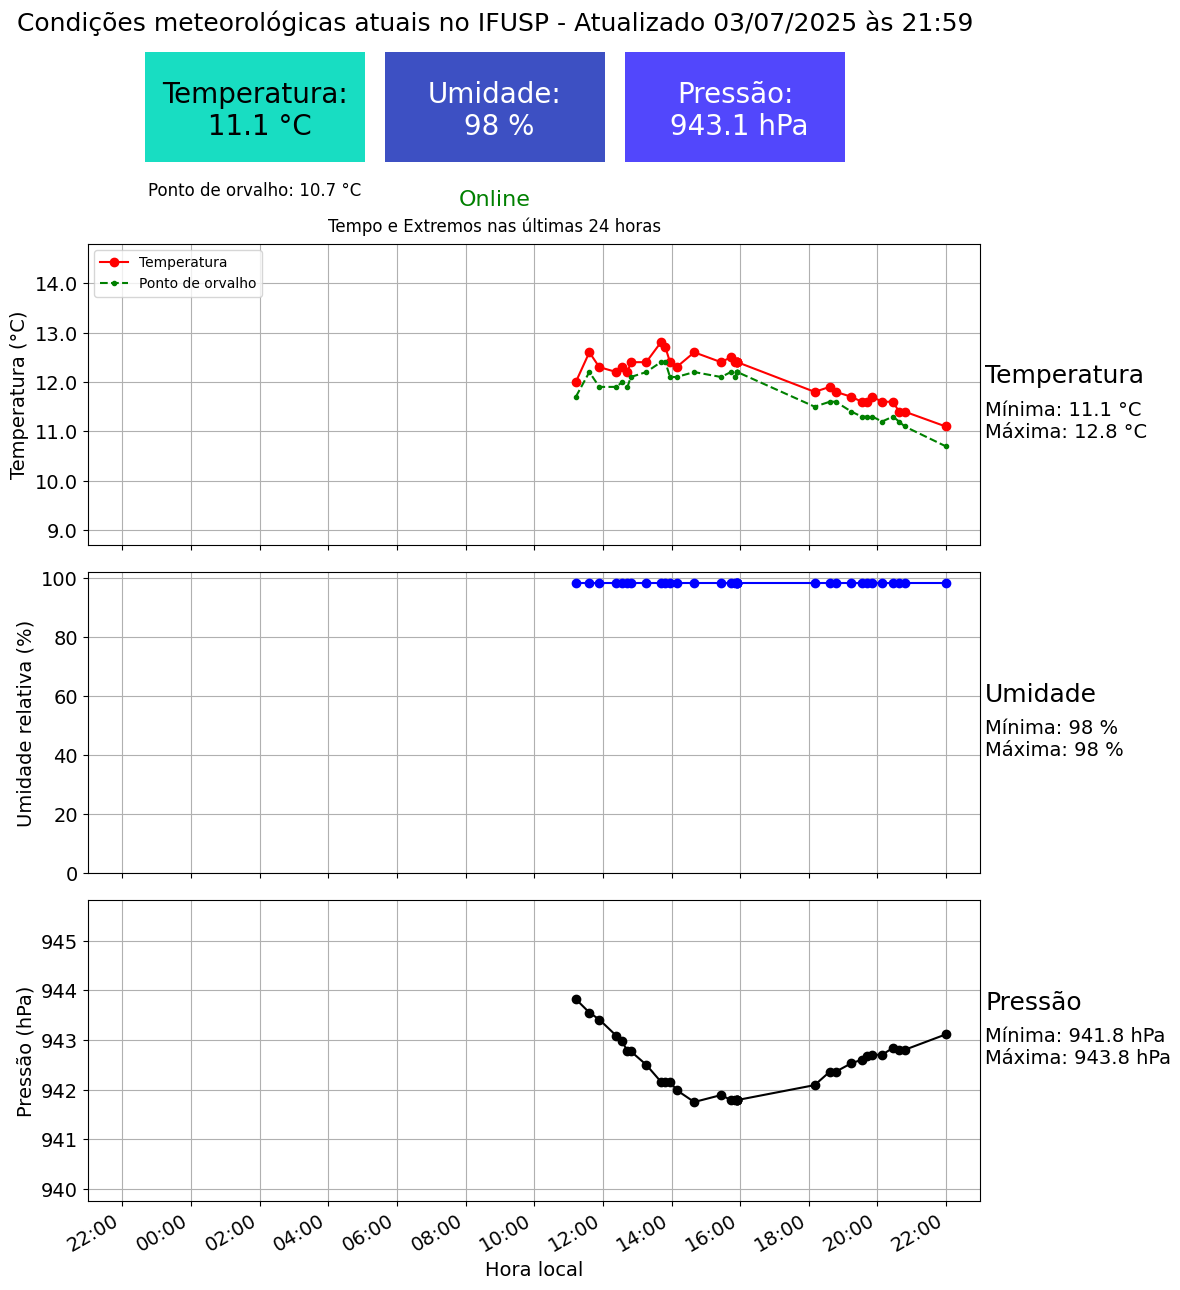 Condições meteorológicas atuais no IFUSP - Atualizado 03/07/2025 às 21:59
Temperatura:
11.1 °C
Umidade:
98 %
Pressão:
943.1 hPa
Ponto de orvalho: 10.7 °C
Online
Tempo e Extremos nas últimas 24 horas
Temperatura
Ponto de orvalho
Temperatura (°C)
14.0
13.0
12.0
11.0
10.0
9.0
Temperatura
Mínima: 11.1 °C
Máxima: 12.8 °C
Umidade relativa (%)
100
80
60
40
20
0
Umidade
Mínima: 98 %
Máxima: 98 %
Pressão (hPa)
945
944
943
942
941
940
Pressão
Mínima: 941.8 hPa
Máxima: 943.8 hPa
22:00
00:00
02:00
04:00
06:00
08:00
10:00
12:00
14:00
16:00
18:00
20:00
22:00
Hora local